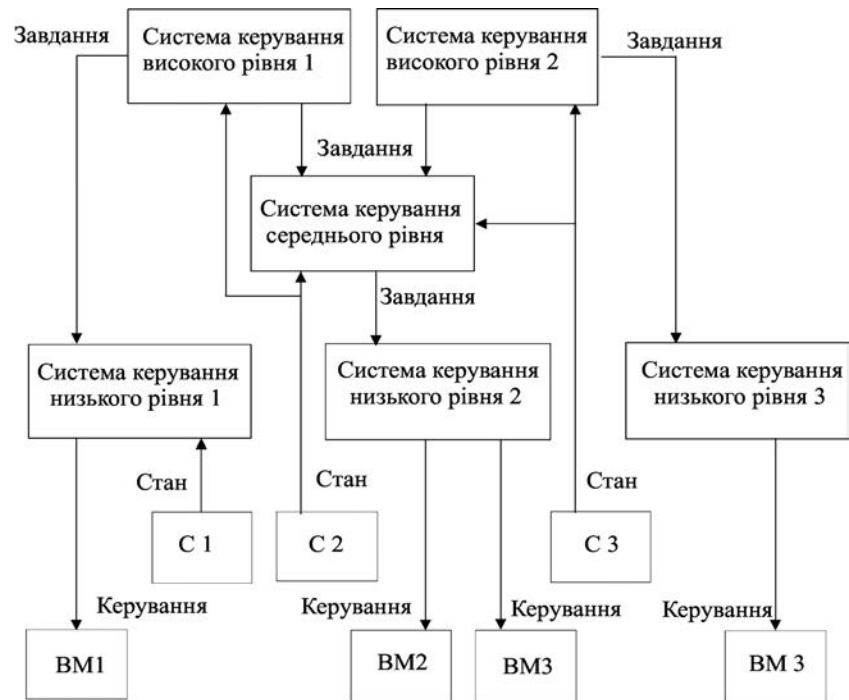 Завдання
Система керування
високого рівня 1
Система керування
високого рівня 2
Завдання
Завдання
Система керування
середнього рівня
Завдання
Система керування
низького рівня 1
Система керування
низького рівня 2
Система керування
низького рівня 3
Стан
Стан
Стан
С 1
С 2
С 3
Керування
Керування
Керування
Керування
ВМ1
ВМ2
ВМ3
ВМ 3